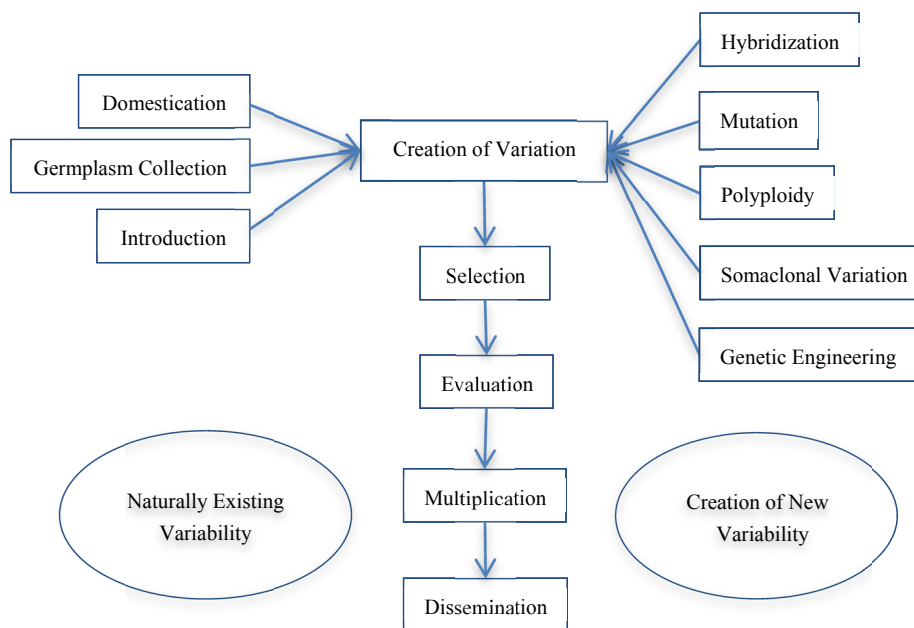 Hybridization
Domestication
Mutation
Creation of Variation
Germplasm Collection
Polyploidy
Introduction
Selection
Somaclonal Variation
Genetic Engineering
Evaluation
Multiplication
Naturally Existing
Variability
Creation of New
Variability
Dissemination